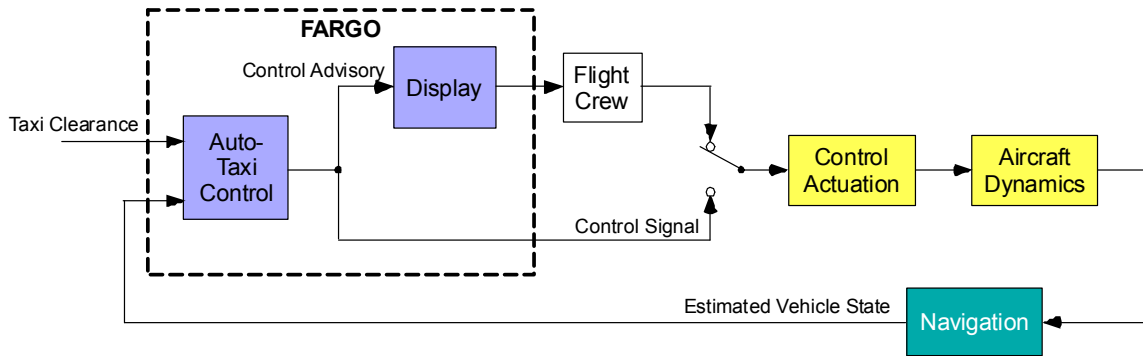 FARGO
Control Advisory
Display
Flight
Crew
Taxi Clearance
Auto-
Taxi
Control
Control
Actuation
Aircraft
Dynamics
Control Signal
Estimated Vehicle State
Navigation